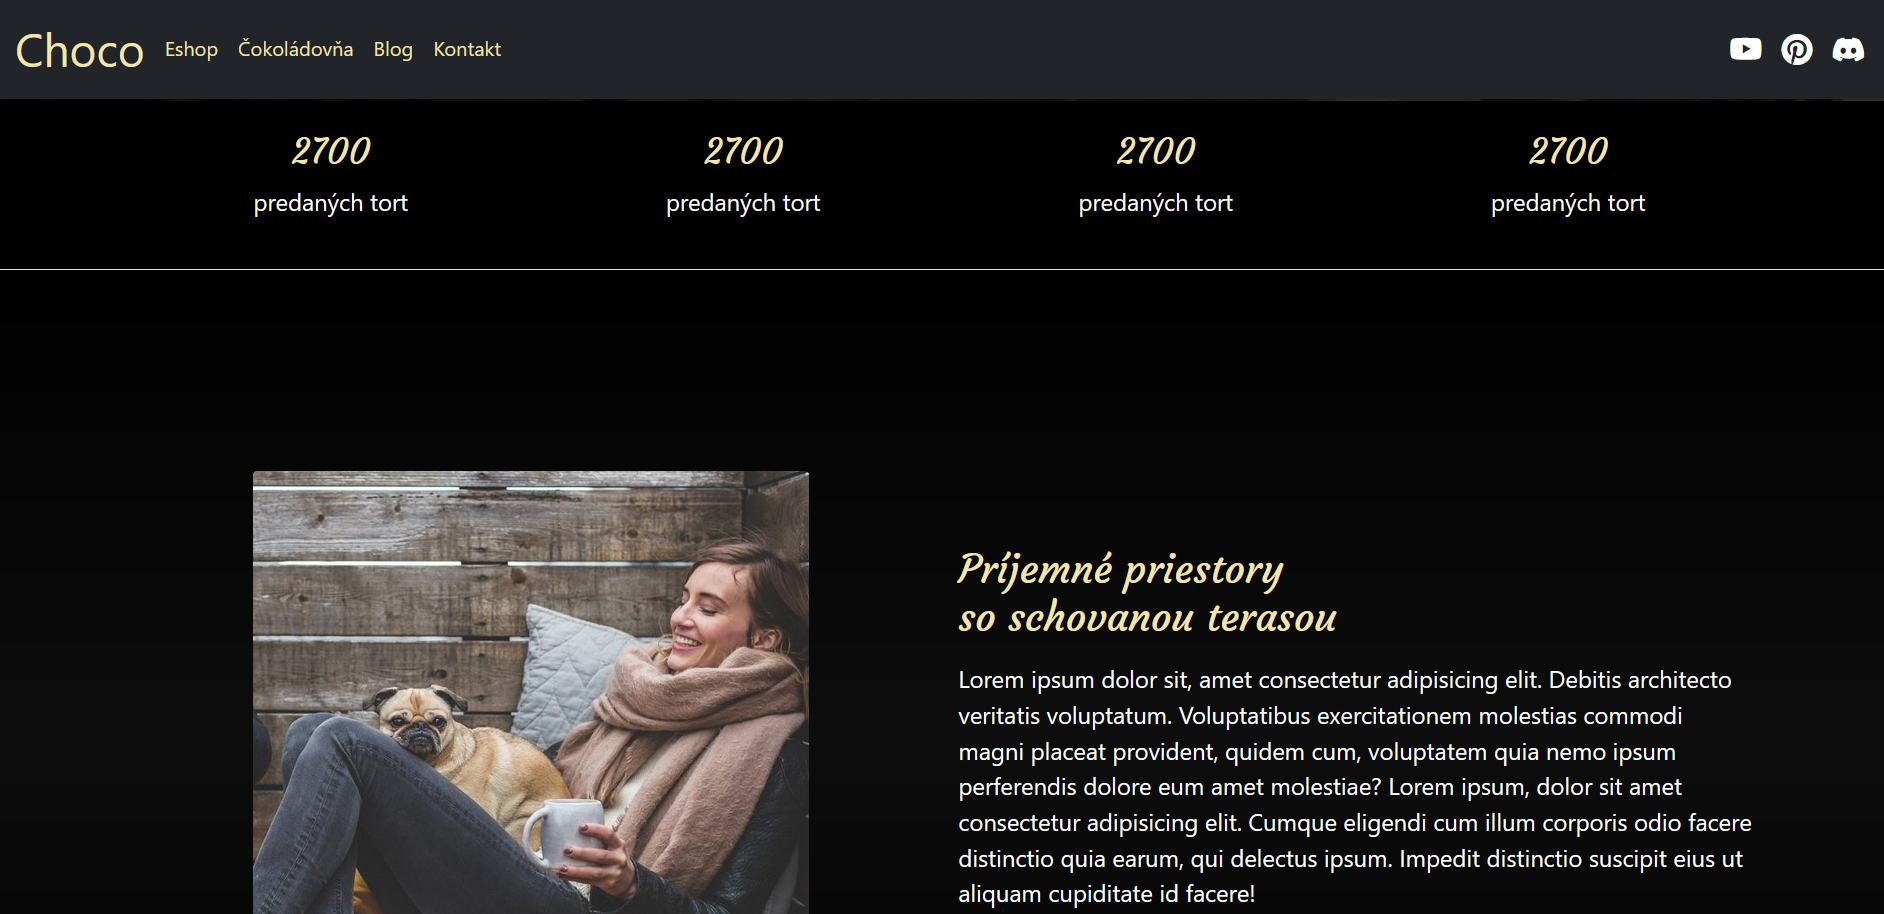 Choco Eshop Čokoládovňa Blog Kontakt
2700 2700 2700 2700
predaných tort predaných tort predaných tort predaných tort
Príjemné priestory
so schovanou terasou
Lorem ipsum dolor sit, amet consectetur adipisicing elit. Debitis architecto
veritatis voluptatum. Voluptatibus exercitationem molestias commodi
magni placeat provident, quidem cum, voluptatem quia nemo ipsum
perferendis dolore eum amet molestiae? Lorem ipsum, dolor sit amet
consectetur adipisicing elit. Cumque eligendi cum illum corporis odio facere
distinctio quia earum, qui delectus ipsum. Impedit distinctio suscipit eius ut
aliquam cupiditate id facere!